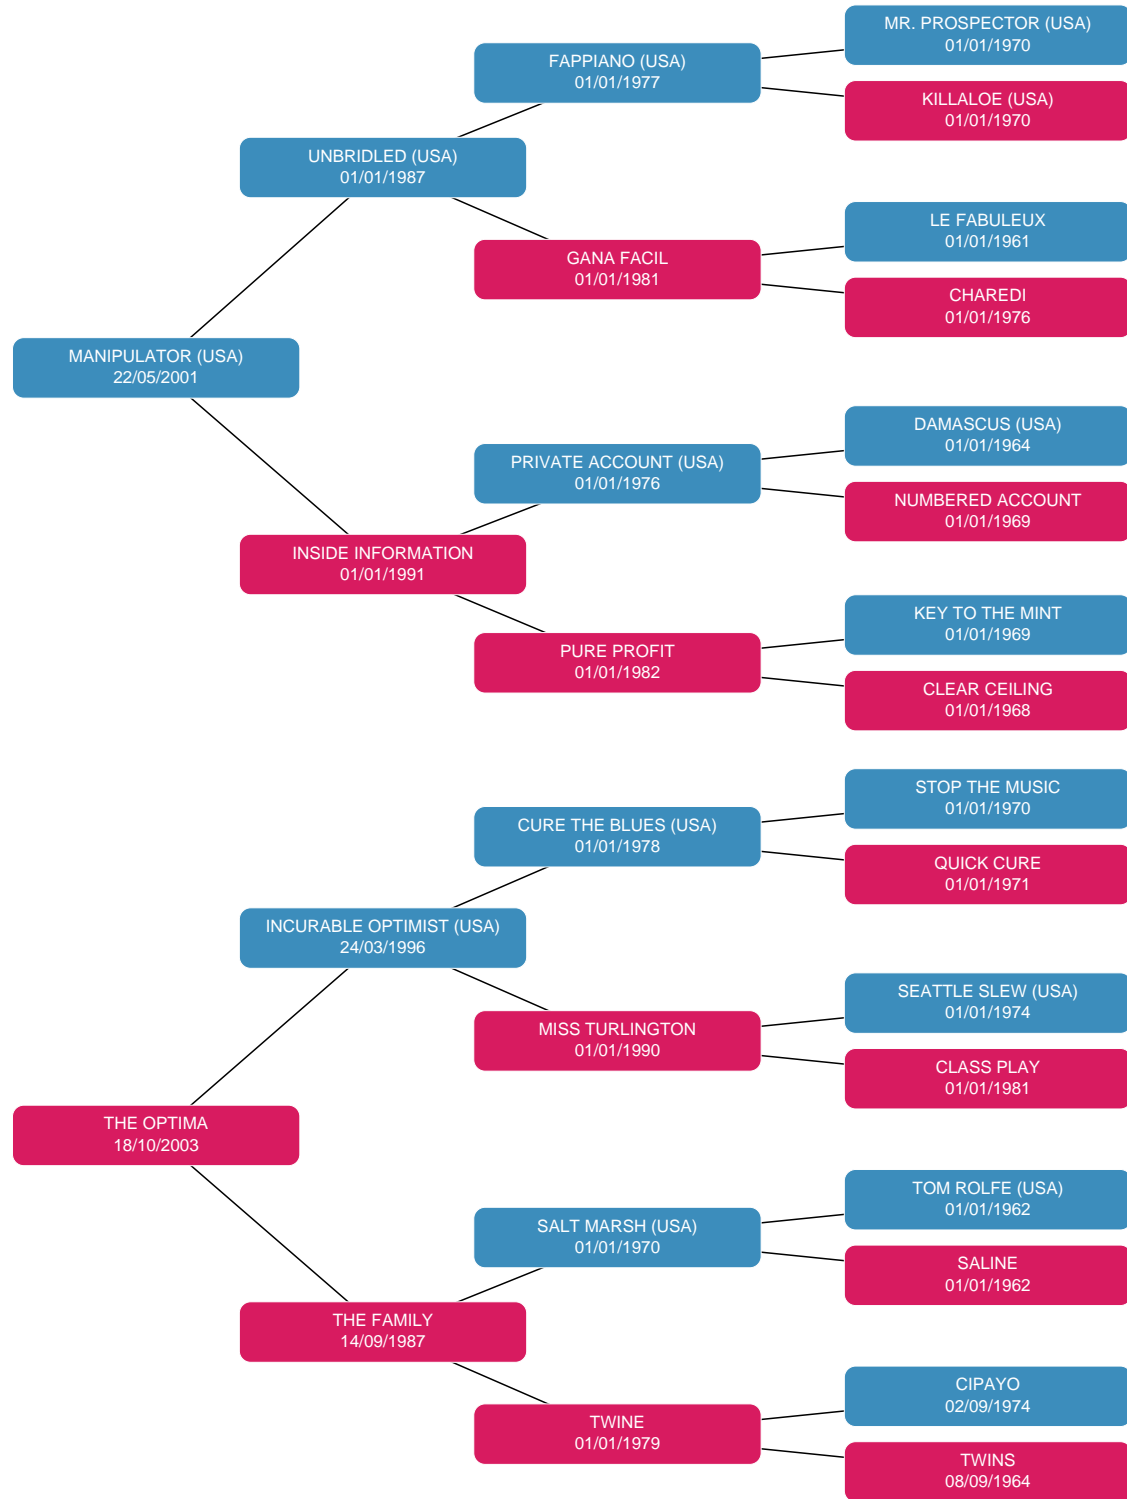 MR. PROSPECTOR (USA)
01/01/1970
FAPPIANO (USA)
01/01/1977
KILLALOE (USA)
01/01/1970
UNBRIDLED (USA)
01/01/1987
LE FABULEUX
01/01/1961
GANA FACIL
01/01/1981
CHAREDI
01/01/1976
MANIPULATOR (USA)
22/05/2001
DAMASCUS (USA)
01/01/1964
PRIVATE ACCOUNT (USA)
01/01/1976
NUMBERED ACCOUNT
01/01/1969
INSIDE INFORMATION
01/01/1991
KEY TO THE MINT
01/01/1969
PURE PROFIT
01/01/1982
CLEAR CEILING
01/01/1968
STOP THE MUSIC
01/01/1970
CURE THE BLUES (USA)
01/01/1978
QUICK CURE
01/01/1971
INCURABLE OPTIMIST (USA)
24/03/1996
SEATTLE SLEW (USA)
01/01/1974
MISS TURLINGTON
01/01/1990
CLASS PLAY
01/01/1981
THE OPTIMA
18/10/2003
TOM ROLFE (USA)
01/01/1962
SALT MARSH (USA)
01/01/1970
SALINE
01/01/1962
THE FAMILY
14/09/1987
CIPAYO
02/09/1974
TWINE
01/01/1979
TWINS
08/09/1964